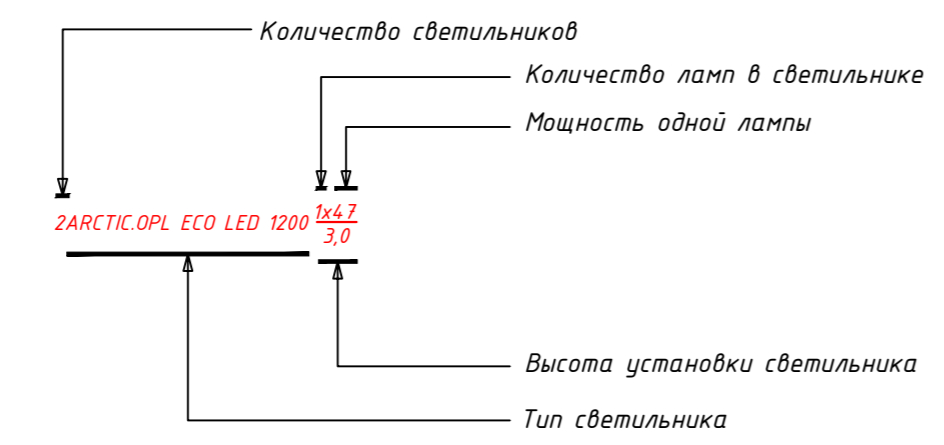 Количество светильников
Количество ламп в светильнике
Мощность одной лампы
2ARCTIC.OPL ECO LED 1200 1x47
3,0
Высота установки светильника
Тип светильника